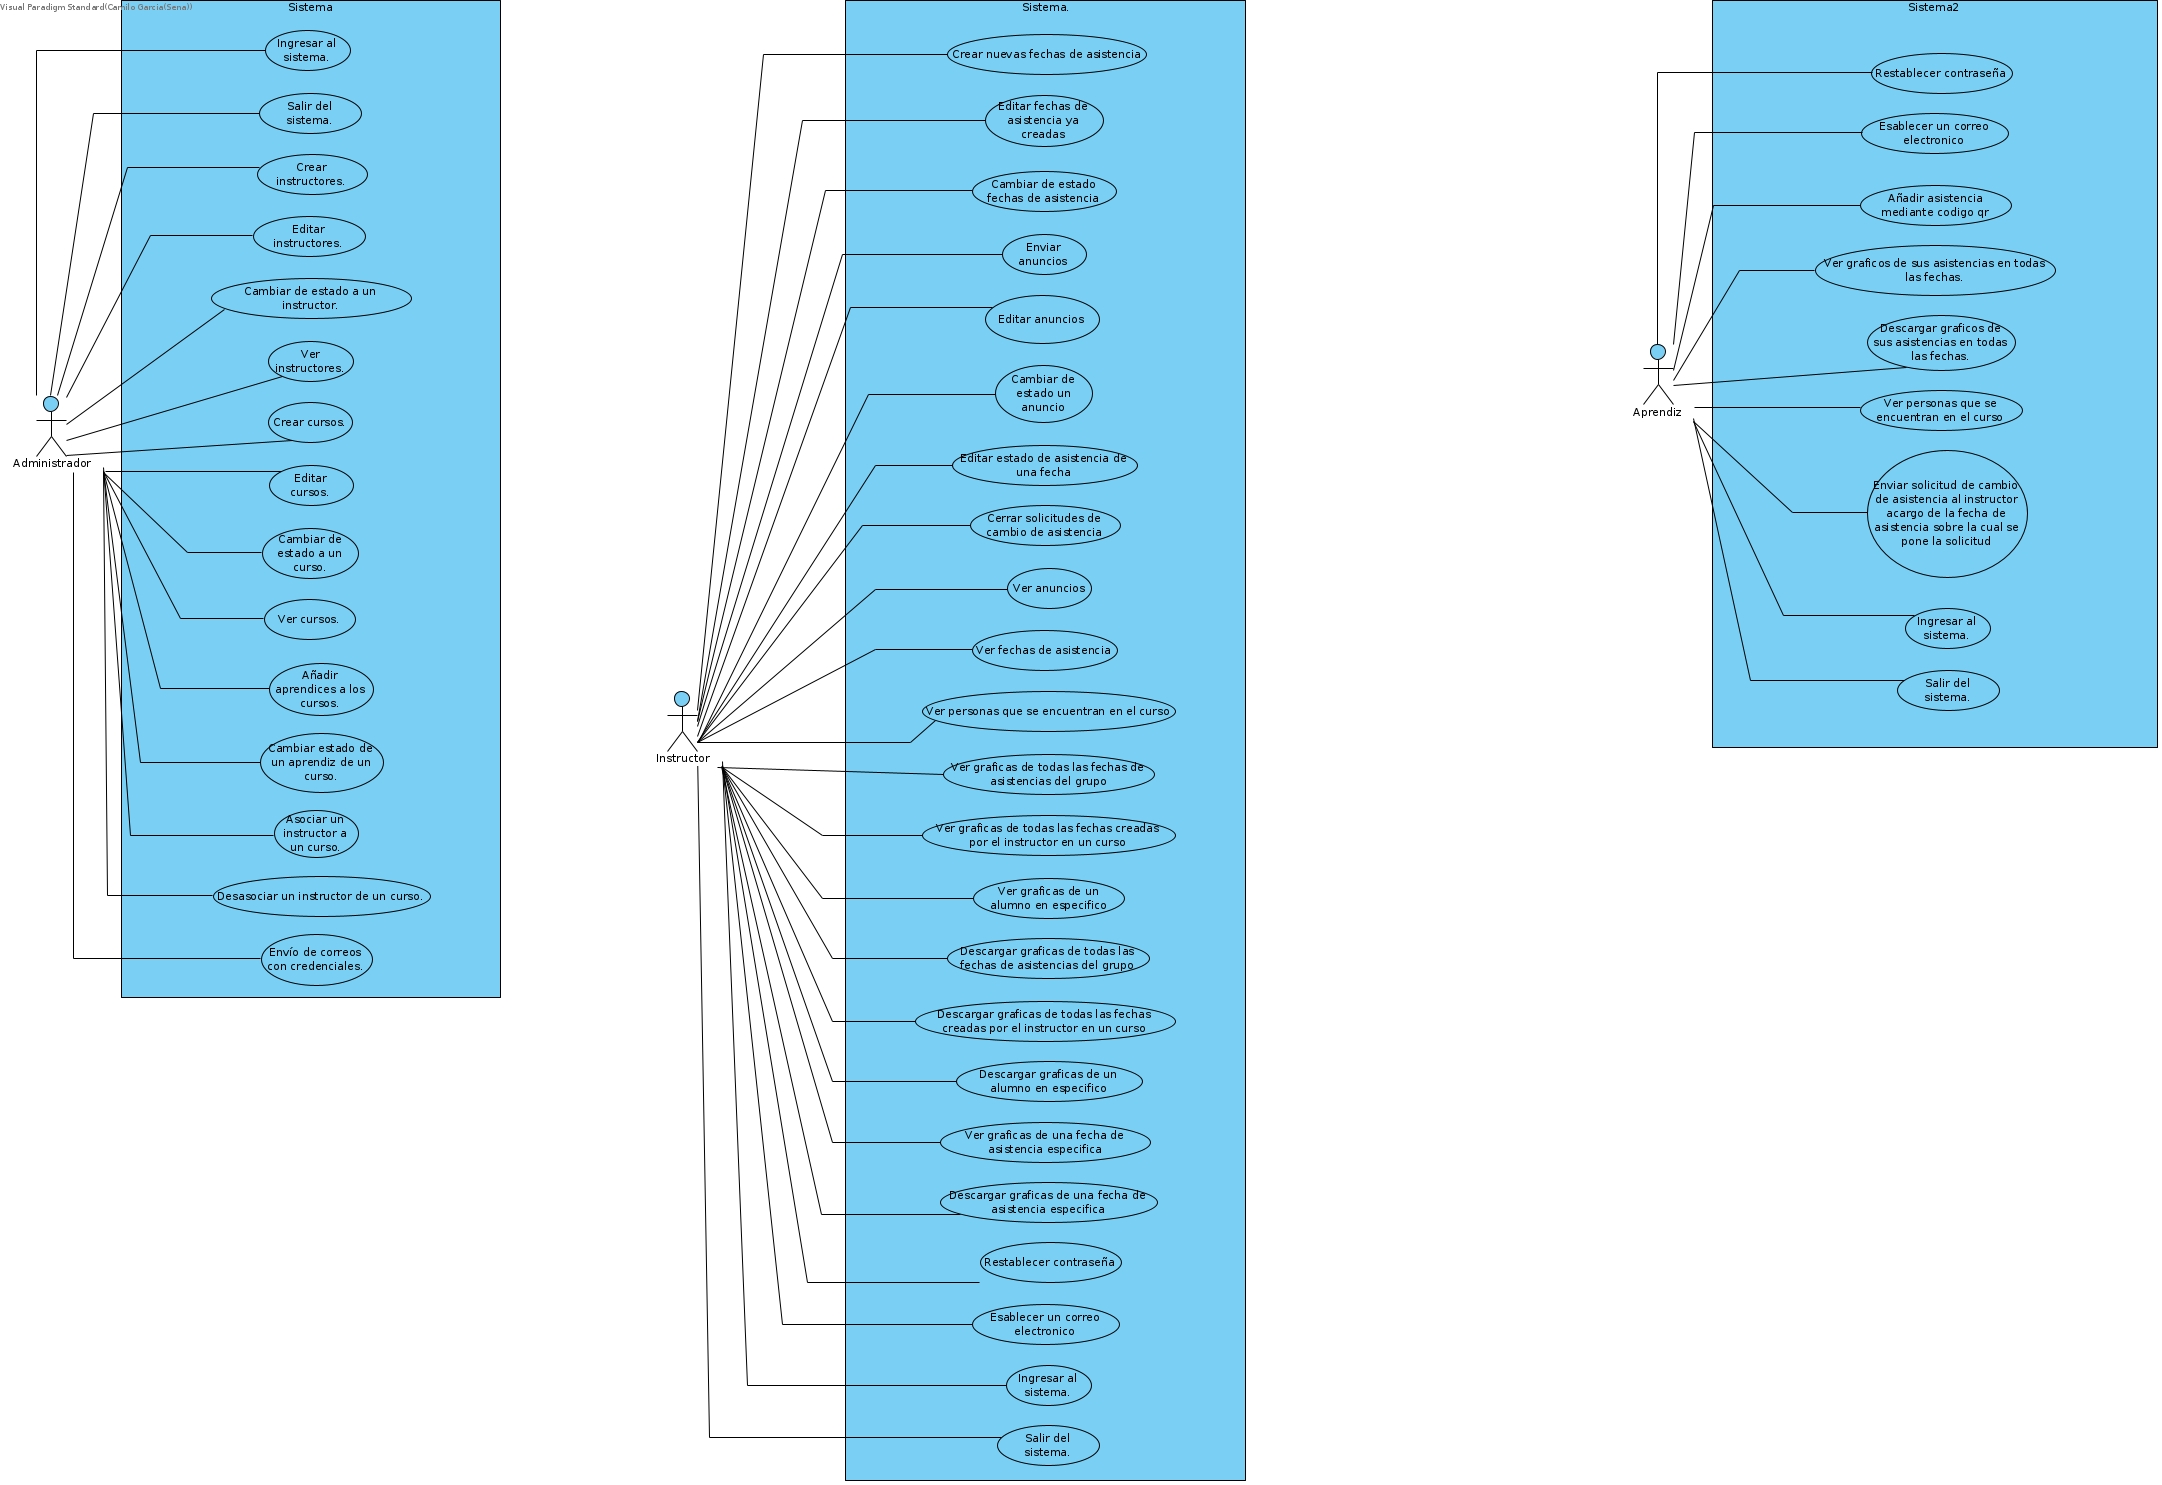 Visual Paradigm Standard(Camilo Garcia(Sena))
Sistema
Ingresar al
sistema.
Salir del
sistema.
Crear
instructores.
Editar
instructores.
Cambiar de estado a un
instructor.
Ver
instructores.
Crear cursos.
Administrador
Editar
cursos.
Cambiar de
estado a un
curso.
Ver cursos.
Añadir
aprendices a los
cursos.
Cambiar estado de
un aprendiz de un
curso.
Asociar un
instructor a
un curso.
Desasociar un instructor de un curso.
Envío de correos
con credenciales.
Sistema.
Crear nuevas fechas de asistencia
Editar fechas de
asistencia ya
creadas
Cambiar de estado
fechas de asistencia
Enviar
anuncios
Editar anuncios
Cambiar de
estado un
anuncio
Editar estado de asistencia de
una fecha
Cerrar solicitudes de
cambio de asistencia
Ver anuncios
Ver fechas de asistencia
Ver personas que se encuentran en el curso
Instructor
Ver graficas de todas las fechas de
asistencias del grupo
Ver graficas de todas las fechas creadas
por el instructor en un curso
Ver graficas de un
alumno en especifico
Descargar graficas de todas las
fechas de asistencias del grupo
Descargar graficas de todas las fechas
creadas por el instructor en un curso
Descargar graficas de un
alumno en especifico
Ver graficas de una fecha de
asistencia especifica
Descargar graficas de una fecha de
asistencia especifica
Restablecer contraseña
Esablecer un correo
electronico
Ingresar al
sistema.
Salir del
sistema.
Sistema2
Restablecer contraseña
Esablecer un correo
electronico
Añadir asistencia
mediante codigo qr
Ver graficos de sus asistencias en todas
las fechas.
Descargar graficos de
sus asistencias en todas
las fechas.
Aprendiz
Ver personas que se
encuentran en el curso
Enviar solicitud de cambio
de asistencia al instructor
acargo de la fecha de
asistencia sobre la cual se
pone la solicitud
Ingresar al
sistema.
Salir del
sistema.